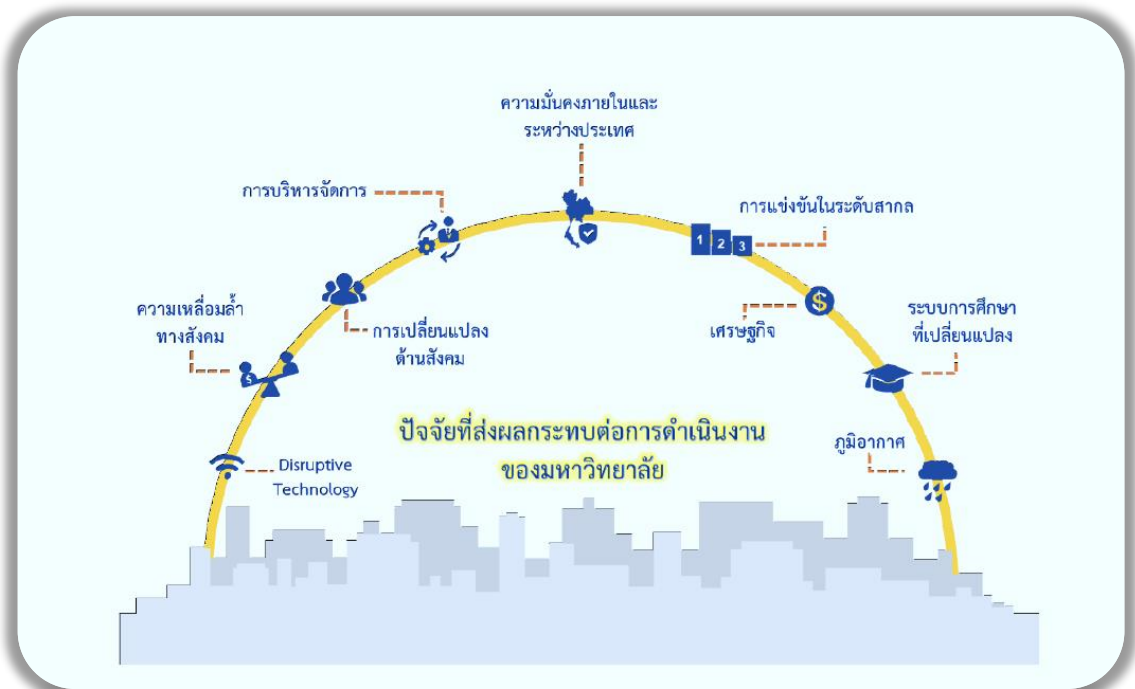 ความมั่นคงภายในและ
ระหว่างประเทศ
การบริหารจัดการ
การแข่งขันในระดับสากล
1 2 3
ความเหลื่อมล้ำ
ทางสังคม
การเปลี่ยนแปลง
ด้านสังคม
$
เศรษฐกิจ
ระบบการศึกษา
ที่เปลี่ยนแปลง
$
ปัจจัยที่ส่งผลกระทบต่อการดำเนินงาน
ของมหาวิทยาลัย
ภูมิอากาศ
Disruptive
Technology